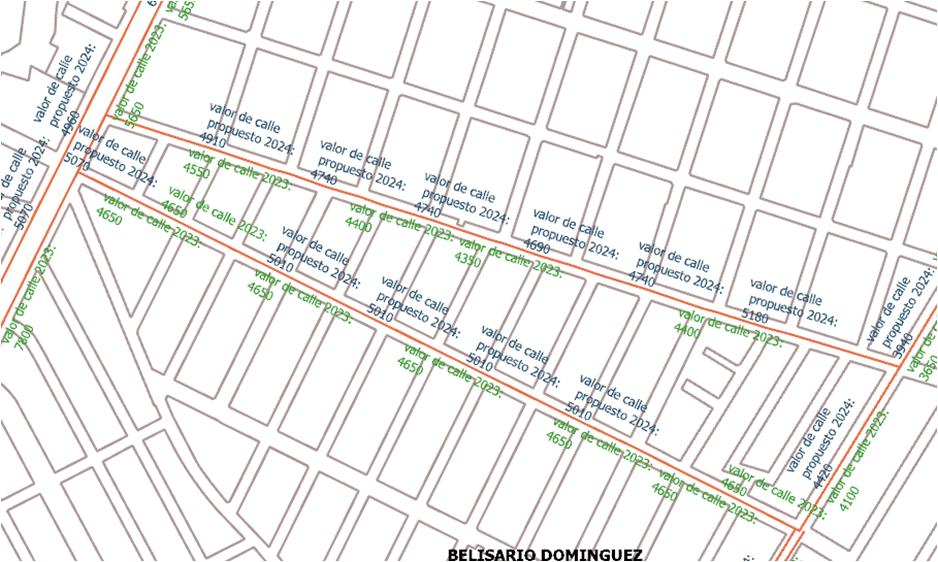 565
valor de calle 2023:
5650
valor de calle
propuesto 2024:
4960
de calle
propuesto 2024:
5070
valor de calle 2023:
7800
valor de calle
propuesto 2024:
5070
valor de calle
propuesto 2024:
4910
valor de calle 2023:
4550
valor de calle
propuesto 2024:
4740
valor de calle 2023:
4400
valor de calle
propuesto 2024:
4740
valor de calle 2023:
4350
valor de calle
propuesto 2024:
4690
valor de calle
propuesto 2024:
4740
valor de calle 2023:
4400
valor de calle
propuesto 2024:
5180
valor de calle
propuesto 2024:
3940
valor de c
3650
valor de calle 2023:
4650
valor de calle 2023:
4650
valor de calle
propuesto 2024:
5010
valor de calle 2023:
4650
valor de calle
propuesto 2024:
5010
valor de calle 2023:
4650
valor de calle
propuesto 2024:
5010
valor de calle
propuesto 2024:
5010
valor de calle 2023:
4650
valor de calle 2023:
4650
valor de calle 2023:
4650
valor de calle
propuesto 2024:
4420
valor de calle 2023:
4100
BELISARIO DOMINGUEZ